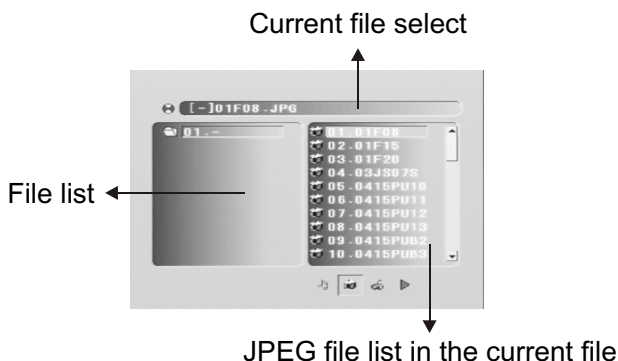 Current file select
[-]01F08.JPG
01.-
01.01F08
02.01F15
03.01F20
04.03JS07S
05.0415PU10
06.0415PU11
07.0415PU12
08.0415PU13
09.0415PUB2
10.0415PUB3
File list
JPEG file list in the current file